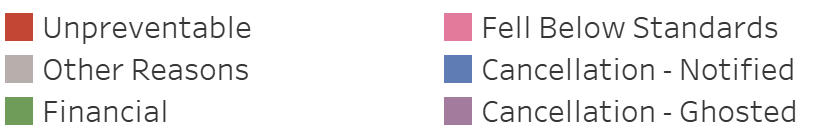 Unpreventable
Other Reasons
Financial
Fell Below Standards
Cancellation - Notified
Cancellation - Ghosted